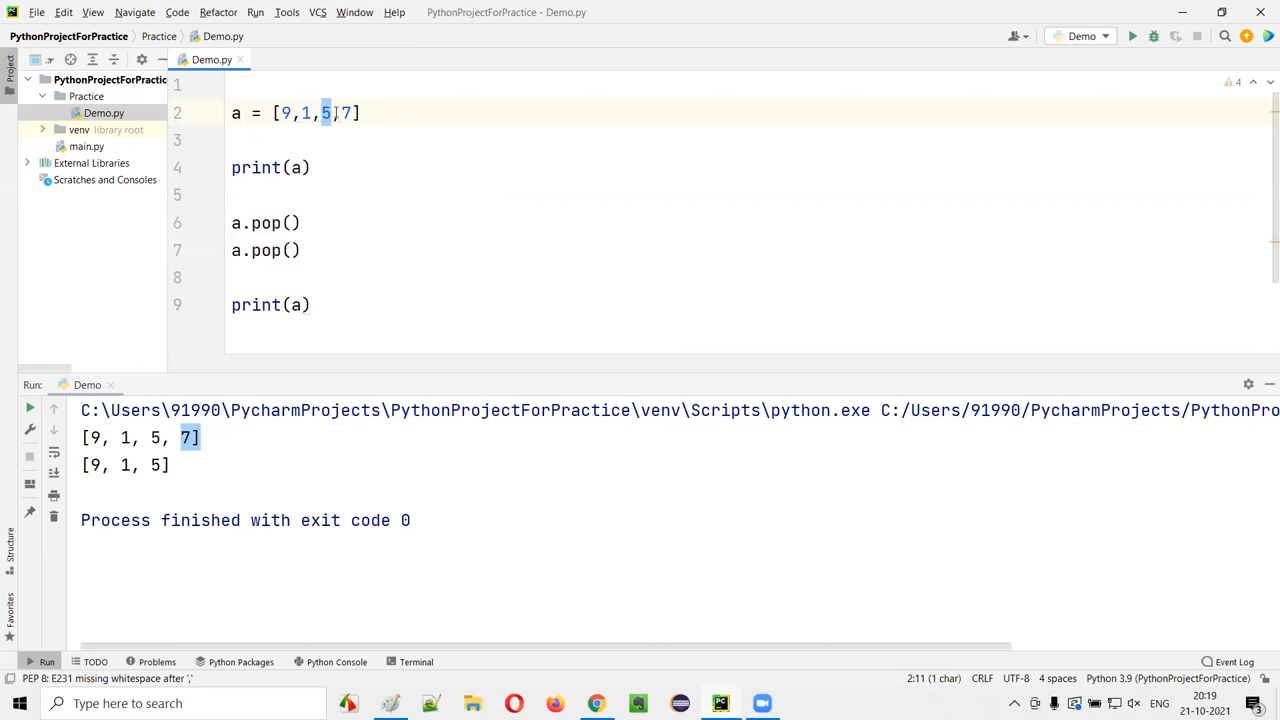 File Edit View Navigate Code Refactor Run Tools VCS Window Help PythonProjectForPractice - Demo.py
PythonProjectForPractice Practice Demo.py Demo
Project Demo.py
PythonProjectForPractic
Practice
Demo.py
venv library root
main.py
External Libraries
Scratches and Consoles
4
1
2 a = [9,1,5,7]
3
4 print(a)
5
6 a.pop()
7 a.pop()
8
9 print(a)
Run: Demo
C:\Users\91990\PycharmProjects\PythonProjectForPractice\venv\Scripts\python.exe C:/Users/91990/PycharmProjects/PythonPro
[9, 1, 5, 7]
[9, 1, 5]
Process finished with exit code 0
Structure
Favorites
Run TODO Problems Python Packages Python Console Terminal Event Log
PEP 8: E231 missing whitespace after ',' 2:11 (1 char) CRLF UTF-8 4 spaces Python 3.9 (PythonProjectForPractice)
Type here to search ENG 20:19
21-10-2021 3